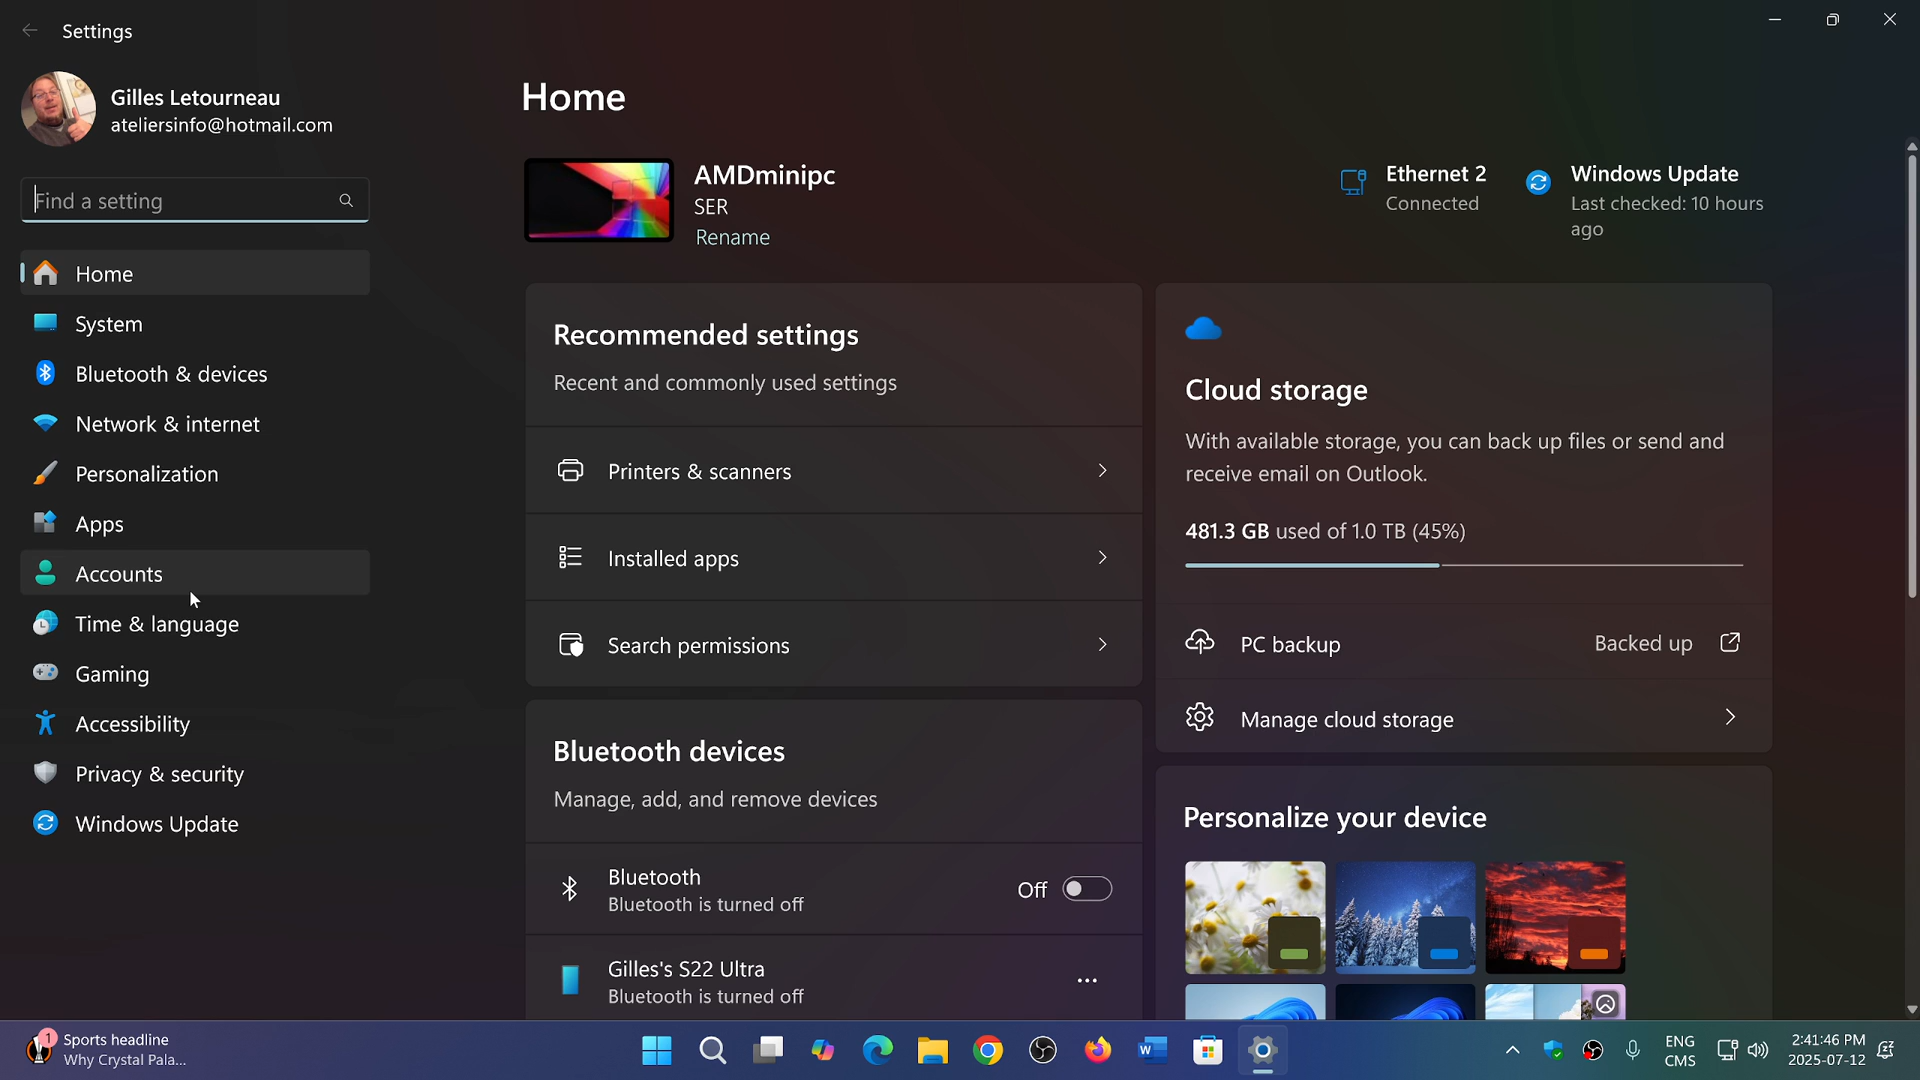 Settings
Gilles Letourneau
ateliersinfo@hotmail.com
Find a setting
Home
System
Bluetooth & devices
Network & internet
Personalization
Apps
Accounts
Time & language
Gaming
Accessibility
Privacy & security
Windows Update
Home
AMDminipc
SER
Rename
Ethernet 2
Connected
Windows Update
Last checked: 10 hours
ago
Recommended settings
Recent and commonly used settings
Printers & scanners
Installed apps
Search permissions
Bluetooth devices
Manage, add, and remove devices
Bluetooth
Bluetooth is turned off
Off
Gilles's S22 Ultra
Bluetooth is turned off
Cloud storage
With available storage, you can back up files or send and
receive email on Outlook.
481.3 GB used of 1.0 TB (45%)
PC backup
Backed up
Manage cloud storage
Personalize your device
1
Sports headline
Why Crystal Pala...
W
ENG
CMS
2:41:46 PM
2025-07-12